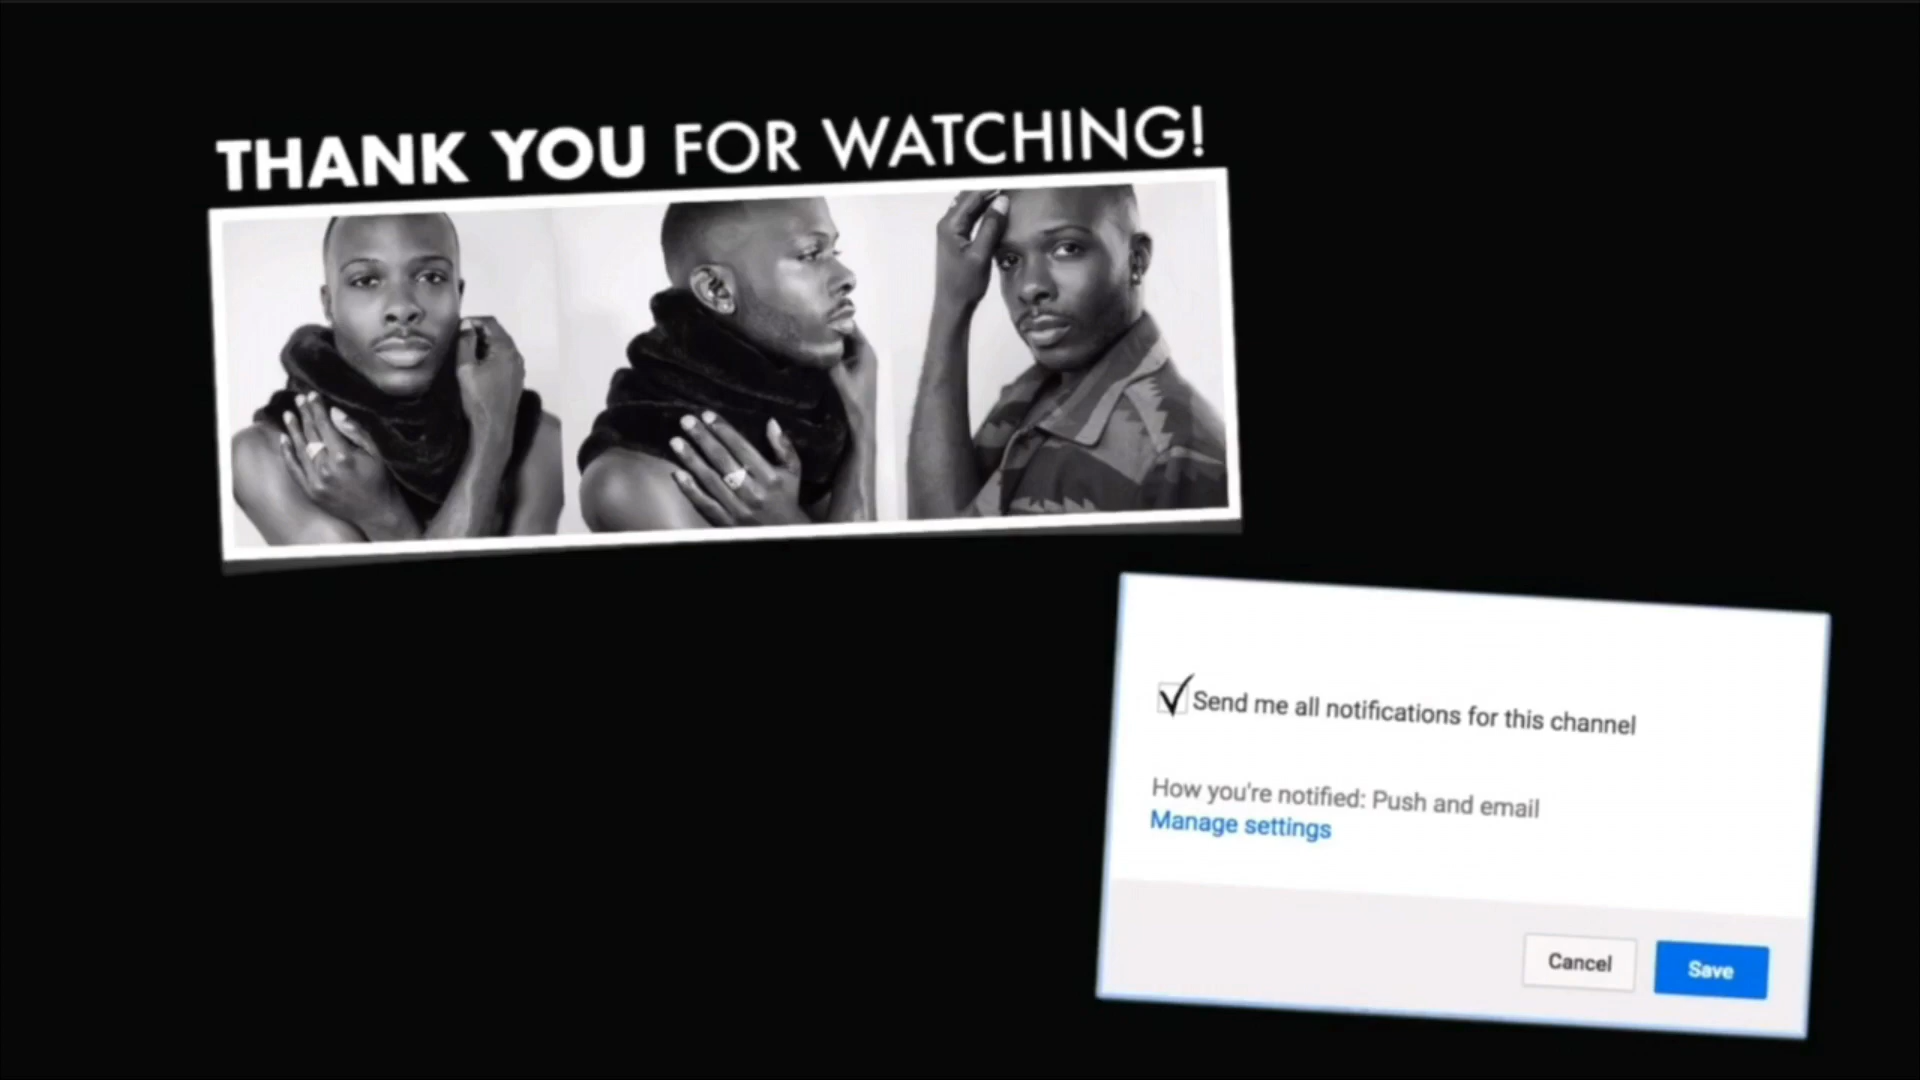 THANK YOU FOR WATCHING!
Send me all notifications for this channel
How you're notified: Push and email
Manage settings
Cancel
Save